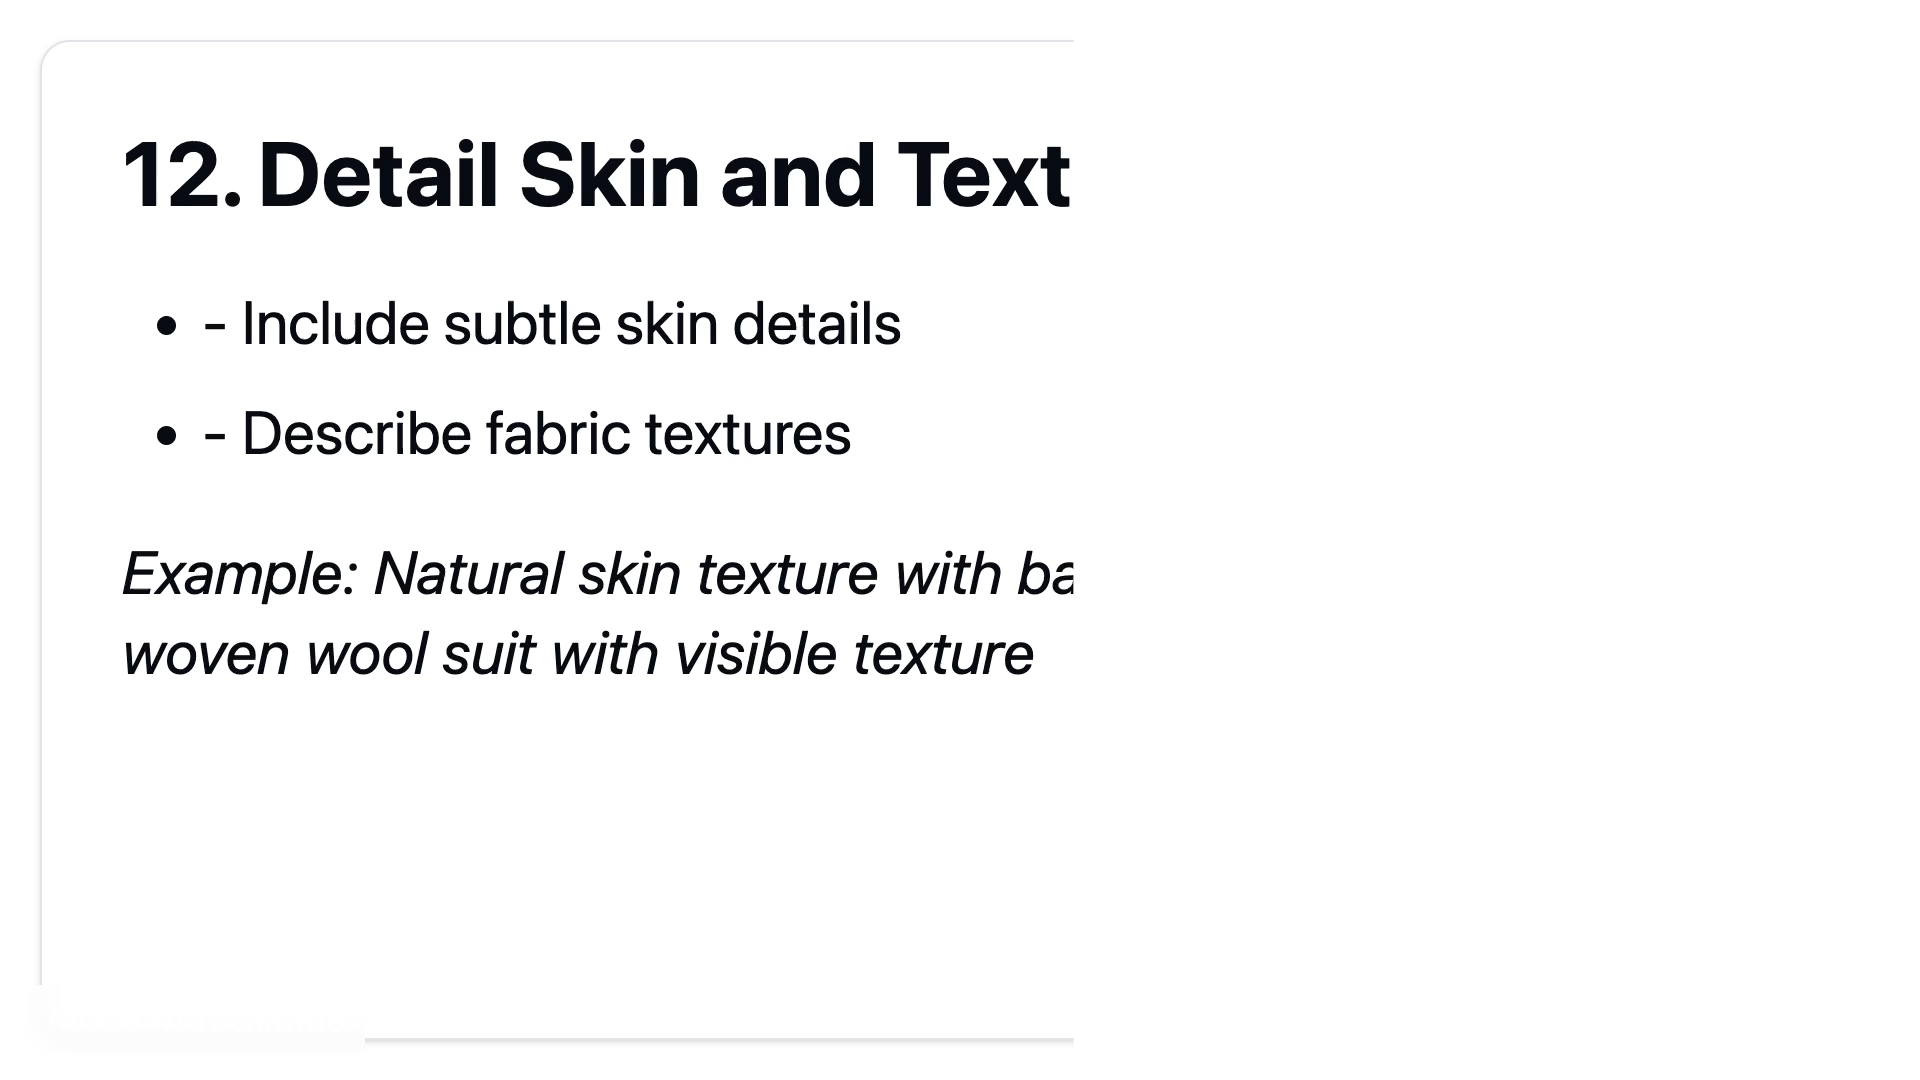 12. Detail Skin and Text
• - Include subtle skin details
• - Describe fabric textures
Example: Natural skin texture with ba
woven wool suit with visible texture